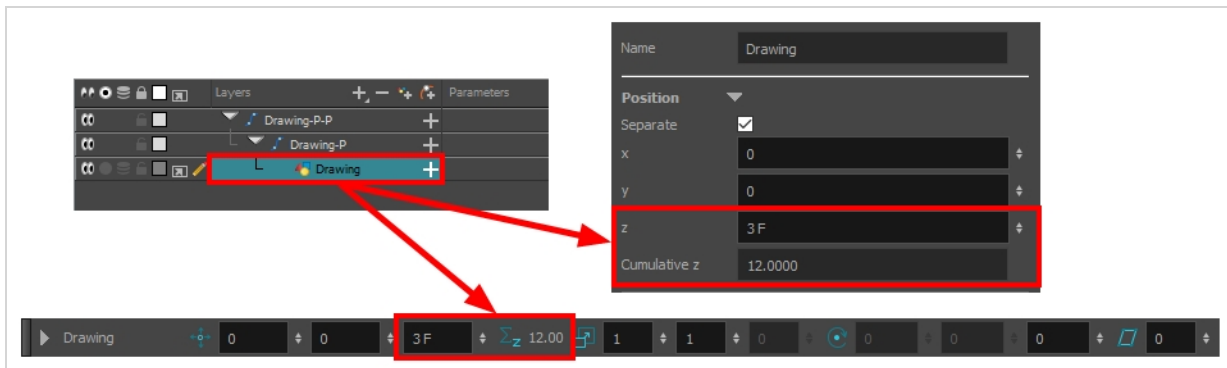 Layers Parameters
Drawing-P-P
Drawing-P
Drawing
Name Drawing
Position
Separate
x 0
y 0
z 3 F
Cumulative z 12.0000
Drawing 0 0 3 F Σz 12.00 1 1 0 0 0 0 0